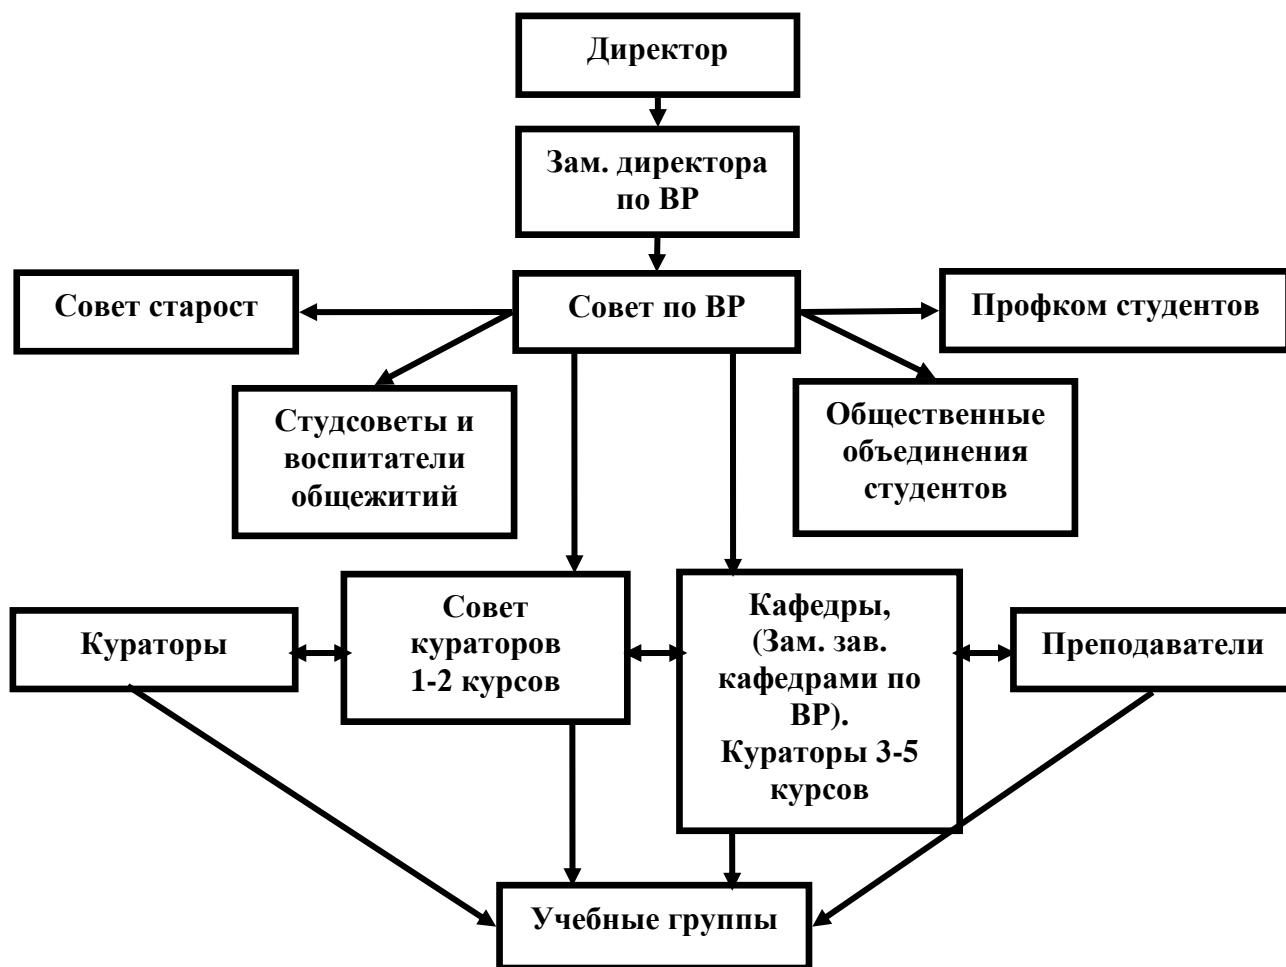 Директор
Зам. директора
по ВР
Совет старост
Совет по ВР
Профком студентов
Студсоветы и
воспитатели
общежитий
Общественные
объединения
студентов
Кураторы
Совет
кураторов
1-2 курсов
Кафедры,
(Зам. зав.
кафедрами по
ВР).
Кураторы 3-5
курсов
Преподаватели
Учебные группы